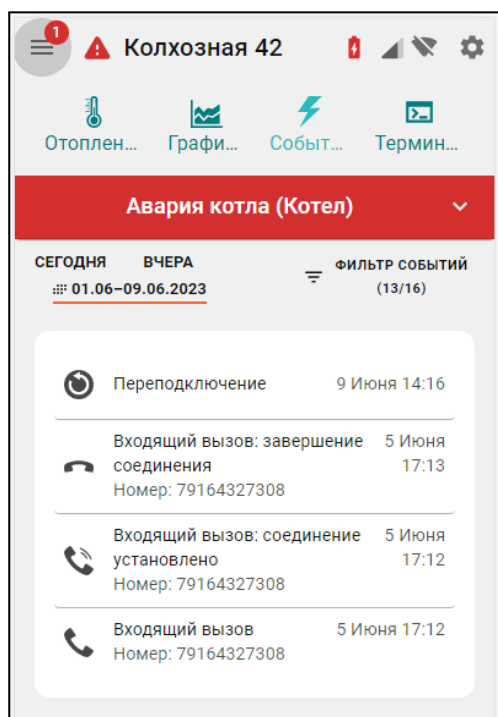 1
Колхозная 42
Отоплен... Графи... Событ... Термин...
Авария котла (Котел)
СЕГОДНЯ ВЧЕРА
01.06–09.06.2023
ФИЛЬТР СОБЫТИЙ
(13/16)
Переподключение 9 Июня 14:16
Входящий вызов: завершение 5 Июня
соединения 17:13
Номер: 79164327308
Входящий вызов: соединение 5 Июня
установлено 17:12
Номер: 79164327308
Входящий вызов 5 Июня 17:12
Номер: 79164327308